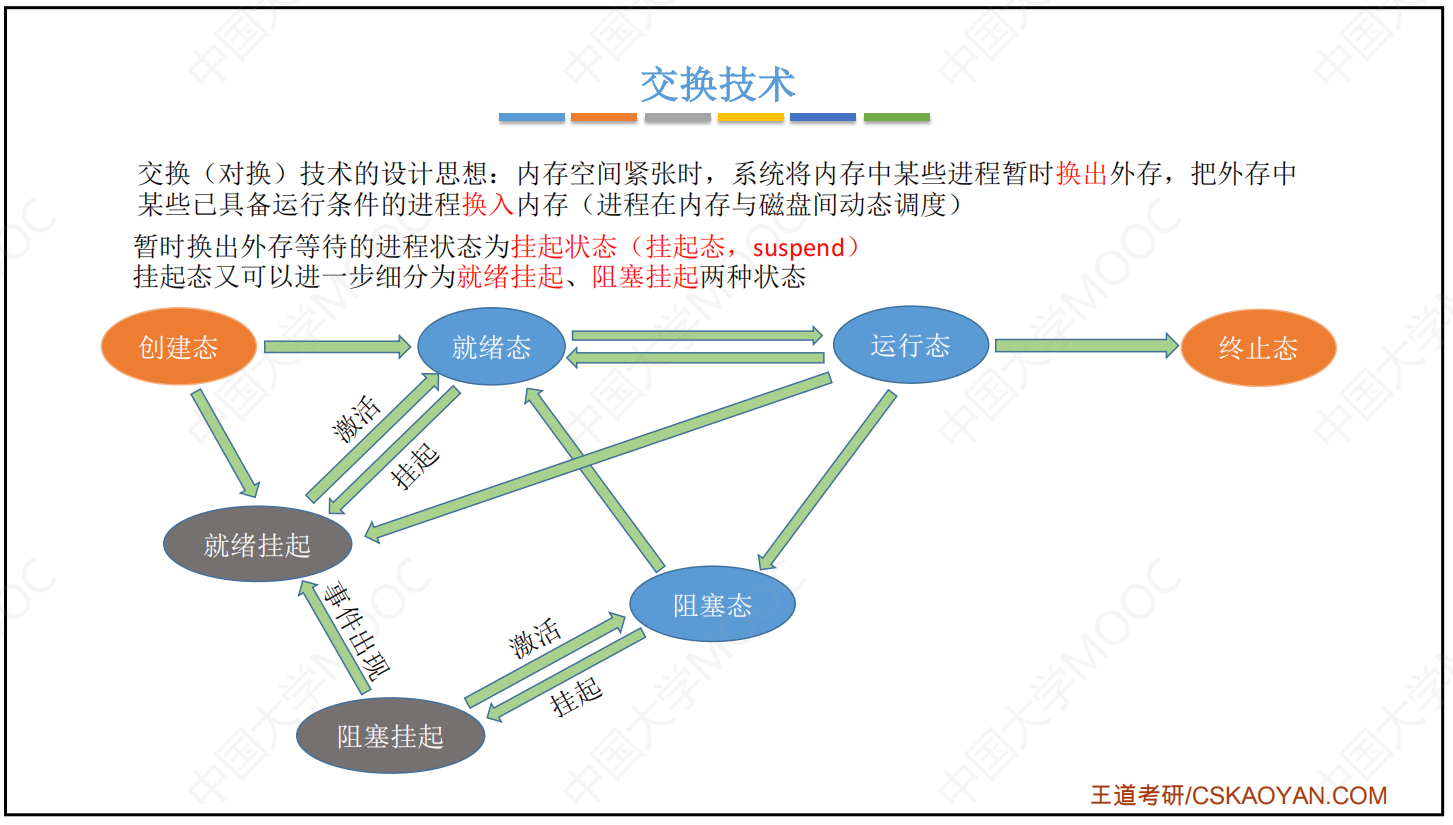 交换技术
交换（对换）技术的设计思想：内存空间紧张时，系统将内存中某些进程暂时换出外存，把外存中
某些已具备运行条件的进程换入内存（进程在内存与磁盘间动态调度）
暂时换出外存等待的进程状态为挂起状态（挂起态，suspend）
挂起态又可以进一步细分为就绪挂起、阻塞挂起两种状态
创建态
就绪态
运行态
终止态
激活
挂起
就绪挂起
事件出现
阻塞态
激活
挂起
阻塞挂起
王道考研/CSKAOYAN.COM
中国大学MOOC